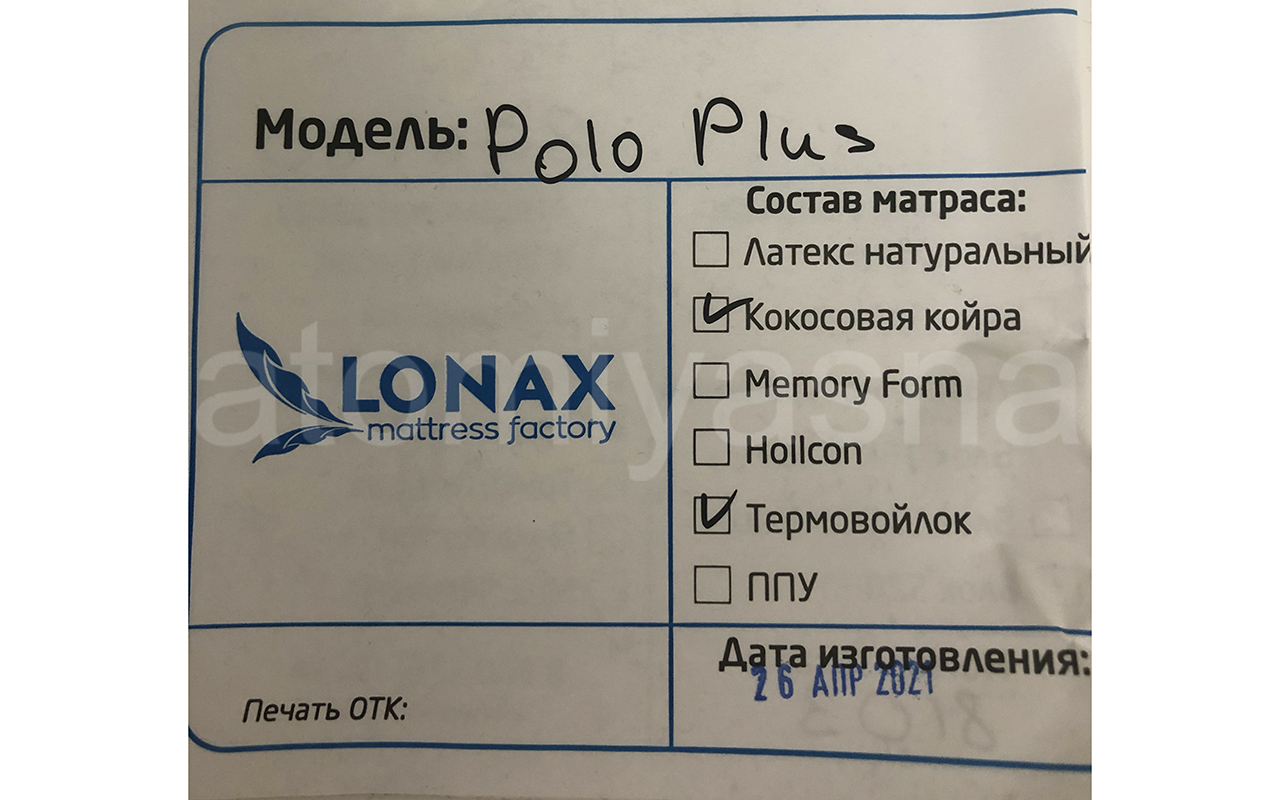 Модель: Polo Plus
Состав матраса:
Латекс натуральный
Кокосовая койра
Memory Form
Hollcon
Термовойлок
ППУ
LONAX
mattress factory
atomiyasna
Дата изготовления:
26 АПР 2021
Печать ОТК: